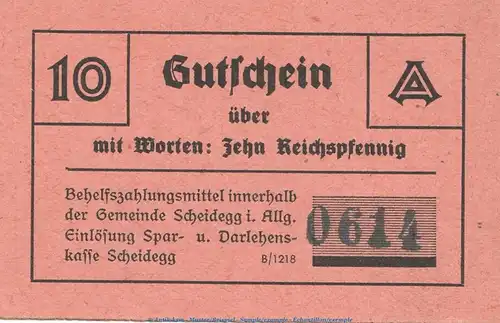 10 Gutschein A
über
mit Worten: Zehn Reichspfennig
Behelfszahlungsmittel innerhalb
der Gemeinde Scheidegg i. Allg.
Einlösung Spar- u. Darlehens-
kasse Scheidegg B/1218
0614